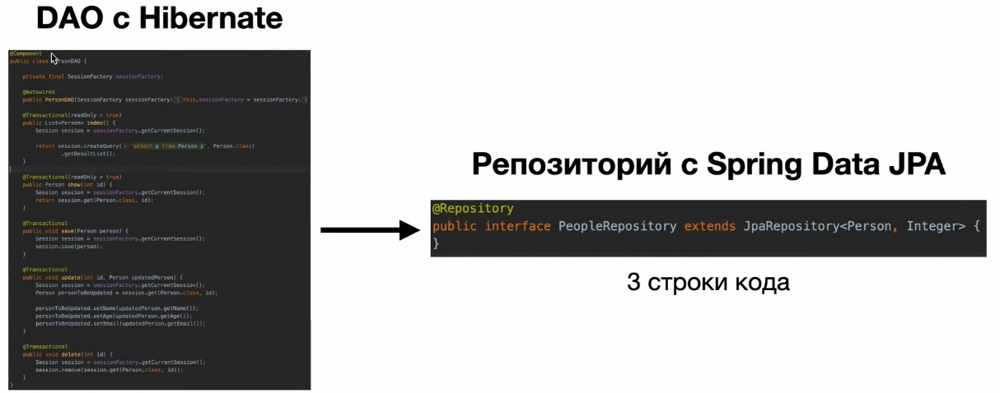 DAO с Hibernate
@Component
public class PersonDAO {
private final SessionFactory sessionFactory;
@Autowired
public PersonDAO(SessionFactory sessionFactory) { this.sessionFactory = sessionFactory; }
@Transactional(readOnly = true)
public List<Person> index() {
Session session = sessionFactory.getCurrentSession();
return session.createQuery( "select p from Person p", Person.class)
.getResultList();
}
@Transactional(readOnly = true)
public Person show(int id) {
Session session = sessionFactory.getCurrentSession();
return session.get(Person.class, id);
}
@Transactional
public void save(Person person) {
Session session = sessionFactory.getCurrentSession();
session.save(person);
}
@Transactional
public void update(int id, Person updatedPerson) {
Session session = sessionFactory.getCurrentSession();
Person personToBeUpdated = session.get(Person.class, id);
personToBeUpdated.setName(updatedPerson.getName());
personToBeUpdated.setAge(updatedPerson.getAge());
personToBeUpdated.setEmail(updatedPerson.getEmail());
}
@Transactional
public void delete(int id) {
Session session = sessionFactory.getCurrentSession();
session.remove(session.get(Person.class, id));
}
}
Репозиторий с Spring Data JPA
@Repository
public interface PeopleRepository extends JpaRepository<Person, Integer> {
}
3 строки кода